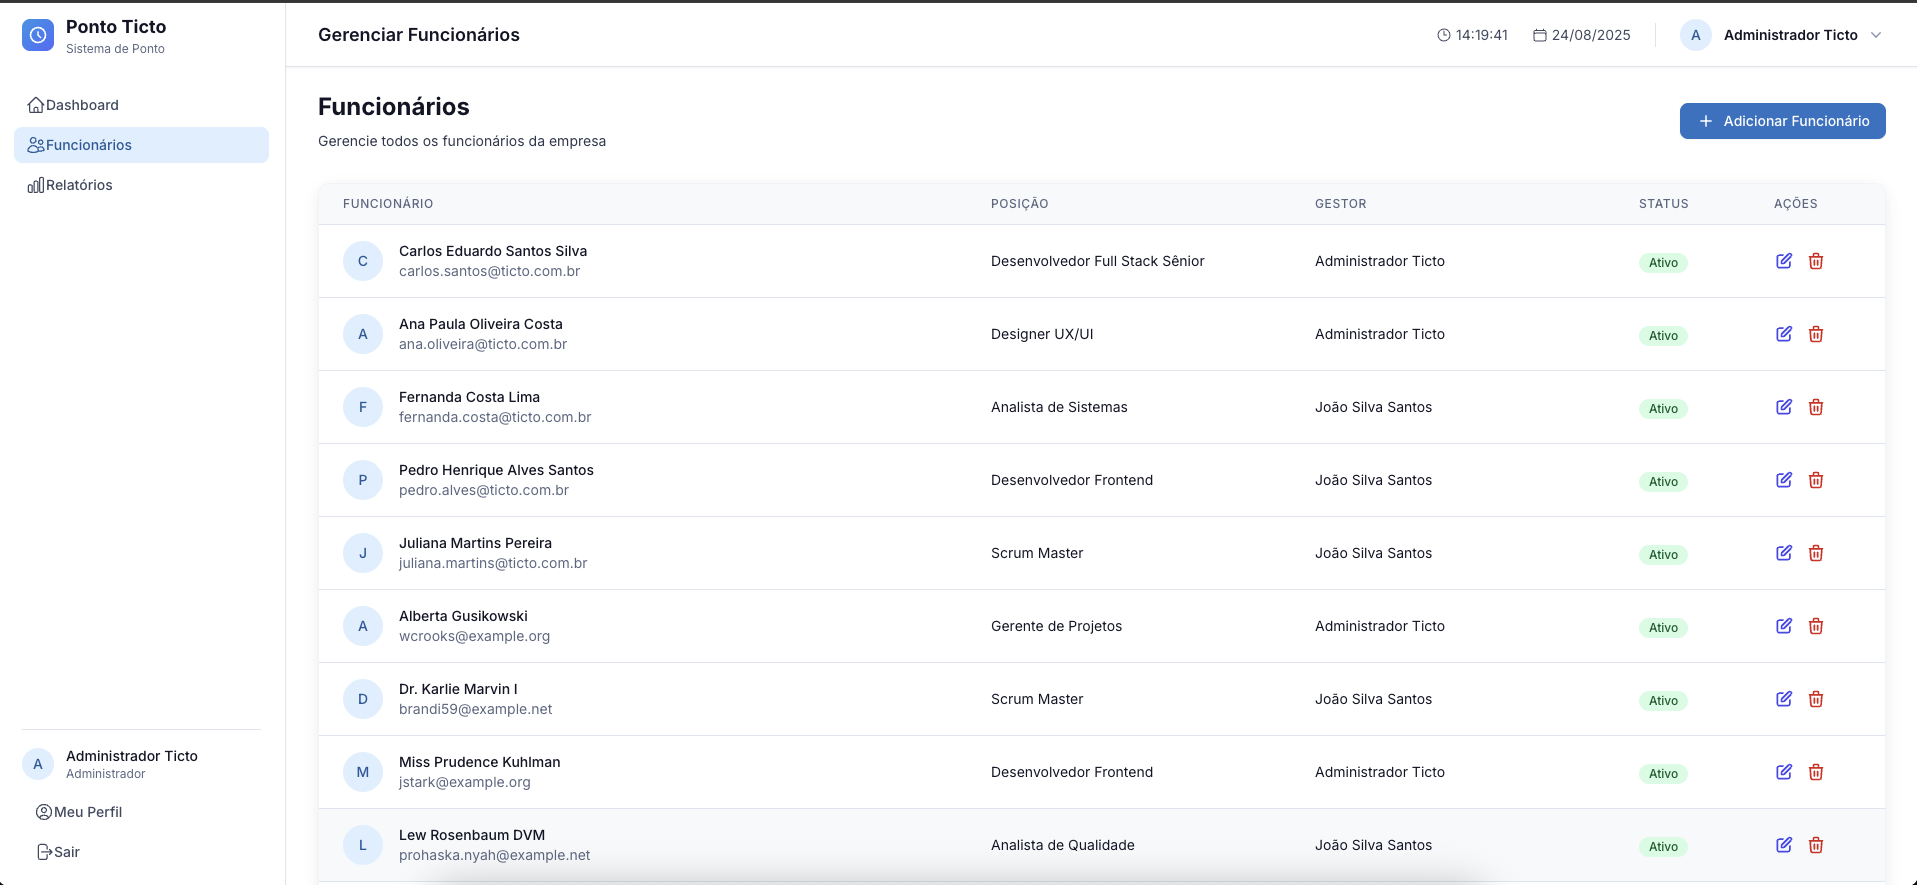 Ponto Ticto
Sistema de Ponto
Dashboard
Funcionários
Relatórios
Administrador Ticto
Administrador
Meu Perfil
Sair
Gerenciar Funcionários
14:19:41
24/08/2025
A
Administrador Ticto
Funcionários
Gerencie todos os funcionários da empresa
Adicionar Funcionário
FUNCIONÁRIO POSIÇÃO GESTOR STATUS AÇÕES
C Carlos Eduardo Santos Silva
carlos.santos@ticto.com.br
Desenvolvedor Full Stack Sênior Administrador Ticto Ativo
A Ana Paula Oliveira Costa
ana.oliveira@ticto.com.br
Designer UX/UI Administrador Ticto Ativo
F Fernanda Costa Lima
fernanda.costa@ticto.com.br
Analista de Sistemas João Silva Santos Ativo
P Pedro Henrique Alves Santos
pedro.alves@ticto.com.br
Desenvolvedor Frontend João Silva Santos Ativo
J Juliana Martins Pereira
juliana.martins@ticto.com.br
Scrum Master João Silva Santos Ativo
A Alberta Gusikowski
wcrooks@example.org
Gerente de Projetos Administrador Ticto Ativo
D Dr. Karlie Marvin I
brandi59@example.net
Scrum Master João Silva Santos Ativo
M Miss Prudence Kuhlman
jstark@example.org
Desenvolvedor Frontend Administrador Ticto Ativo
L Lew Rosenbaum DVM
prohaska.nyah@example.net
Analista de Qualidade João Silva Santos Ativo
A